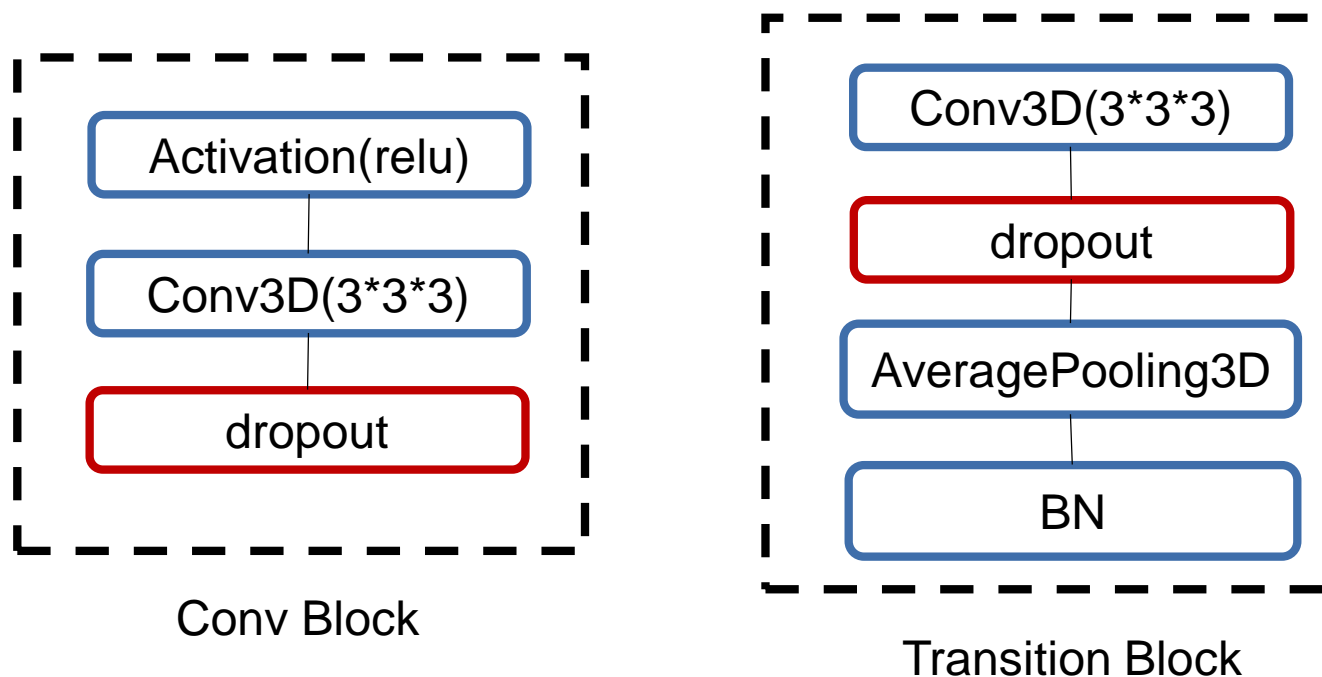 Activation(relu)
Conv3D(3*3*3)
dropout
Conv Block
Conv3D(3*3*3)
dropout
AveragePooling3D
BN
Transition Block